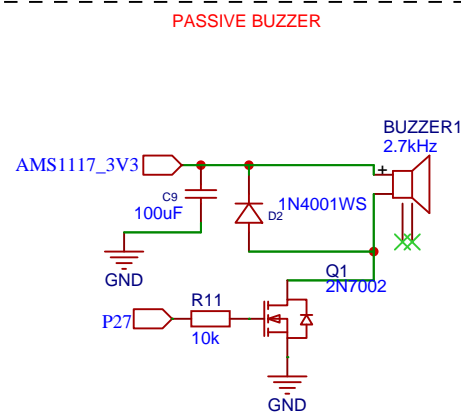 PASSIVE BUZZER
BUZZER1
2.7kHz
+
AMS1117_3V3
C9
100uF
1N4001WS
D2
GND
Q1
2N7002
R11
P27
10k
GND